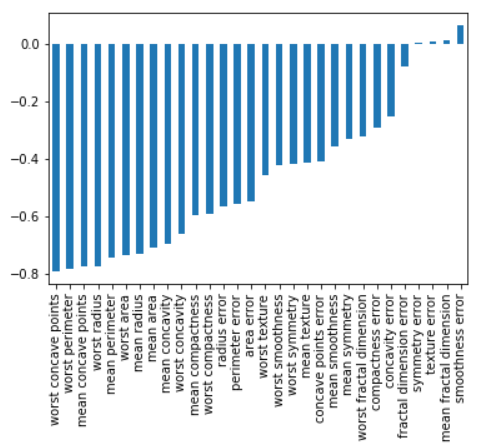 0.0
−0.2
−0.4
−0.6
−0.8
worst concave points
worst perimeter
mean concave points
worst radius
mean perimeter
worst area
mean radius
mean area
mean concavity
worst concavity
mean compactness
worst compactness
radius error
perimeter error
area error
worst texture
worst smoothness
worst symmetry
mean texture
concave points error
mean smoothness
mean symmetry
worst fractal dimension
compactness error
concavity error
fractal dimension error
symmetry error
texture error
mean fractal dimension
smoothness error